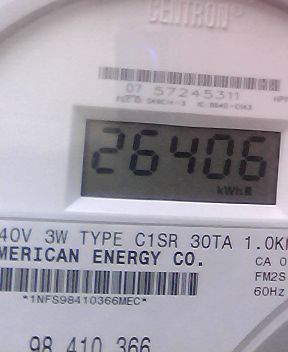 CENTRON®
07 57245311
26406
kWh
40V 3W TYPE C1SR 30TA 1.0K
MERICAN ENERGY CO.
CA 0
FM2S
60Hz
*1NFS98410366MEC*
98 410 366